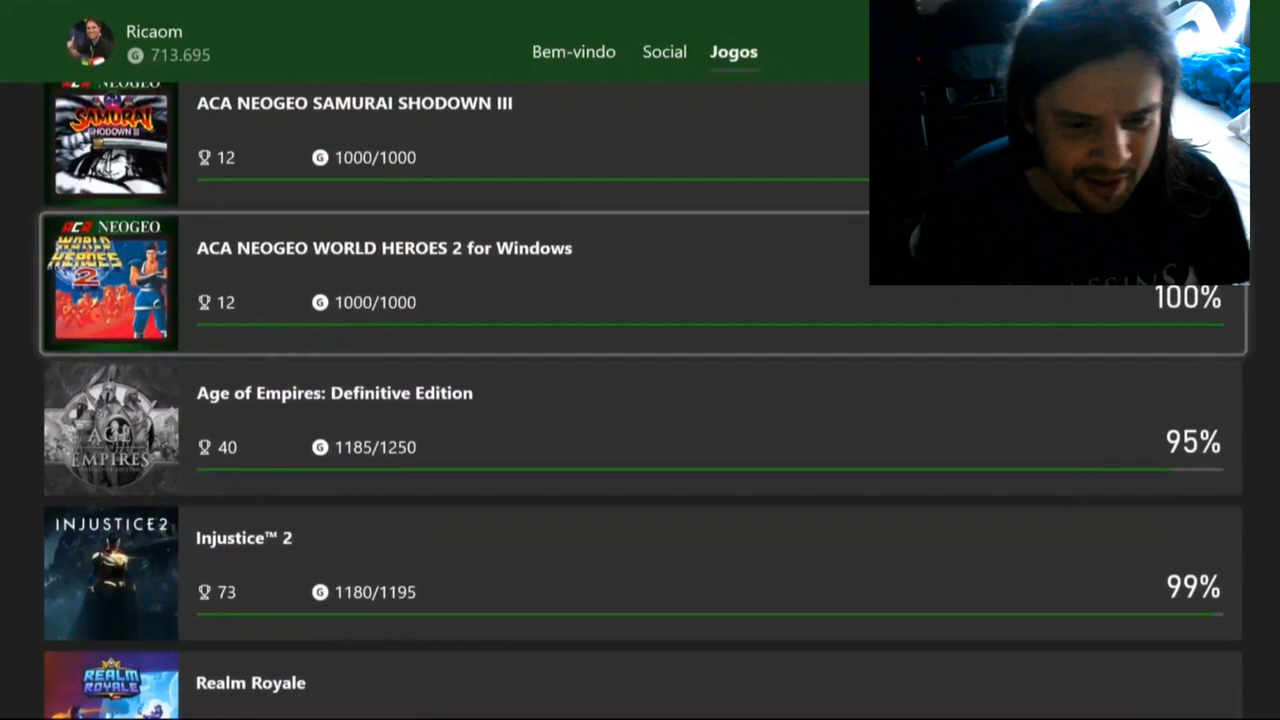 Ricaom
G 713.695
Bem-vindo Social Jogos
NEOGEO
SAMURAI
SHODOWN III
ACA NEOGEO SAMURAI SHODOWN III
12 G 1000/1000
ACA NEOGEO
WORLD
HEROES
2
ACA NEOGEO WORLD HEROES 2 for Windows
12 G 1000/1000
100%
AGE
EMPIRES
Age of Empires: Definitive Edition
40 G 1185/1250
95%
INJUSTICE 2
Injustice™ 2
73 G 1180/1195
99%
REALM
ROYALE
Realm Royale